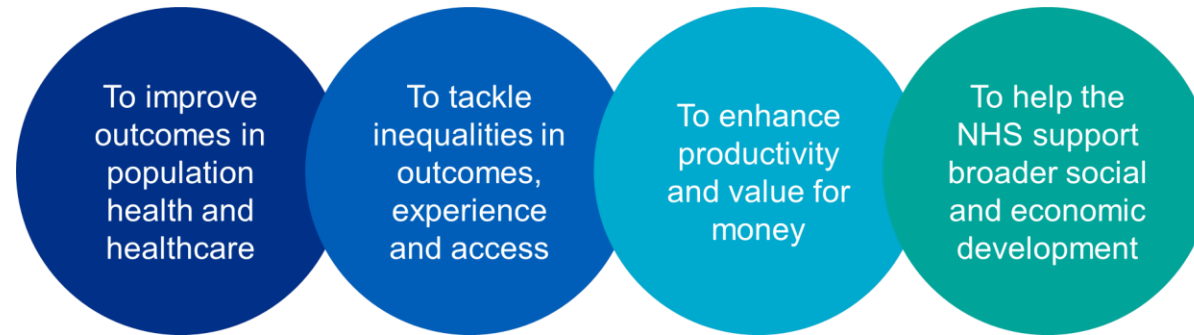 To improve
outcomes in
population
health and
healthcare
To tackle
inequalities in
outcomes,
experience
and access
To enhance
productivity
and value for
money
To help the
NHS support
broader social
and economic
development